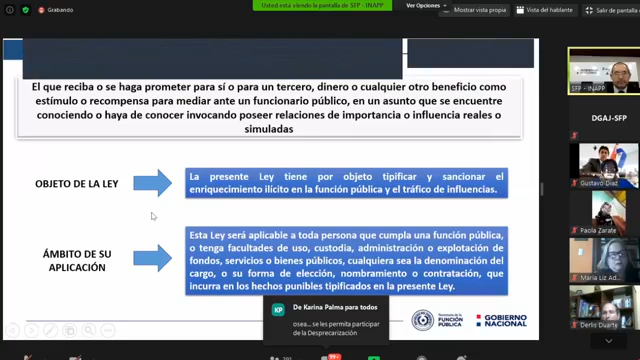 Grabando
Usted está viendo la pantalla de SFP - INAPP
Ver Opciones
Mostrar vista propia
Vista del hablante
Salir de pantalla
El que reciba o se haga prometer para sí o para un tercero, dinero o cualquier otro beneficio como
estímulo o recompensa para mediar ante un funcionario público, en un asunto que se encuentre
conociendo o haya de conocer invocando poseer relaciones de importancia o influencia reales o
simuladas
OBJETO DE LA LEY
La presente Ley tiene por objeto tipificar y sancionar el
enriquecimiento ilícito en la función pública y el tráfico de influencias.
ÁMBITO DE SU
APLICACIÓN
Esta Ley será aplicable a toda persona que cumpla una función pública,
o tenga facultades de uso, custodia, administración o explotación de
fondos, servicios o bienes públicos, cualquiera sea la denominación del
cargo, o su forma de elección, nombramiento o contratación, que
incurra en los hechos punibles tipificados en la presente Ley.
KP
De Karina Palma para todos
osea... se les permita participar
de la Desprecarización
FUNCIÓN
PÚBLICA
GOBIERNO
NACIONAL
SFP - INAPP
DGAJ-SFP
Gustavo Diaz
Paola Zarate
Maria Liz Ad...
Derlis Duarte
99+